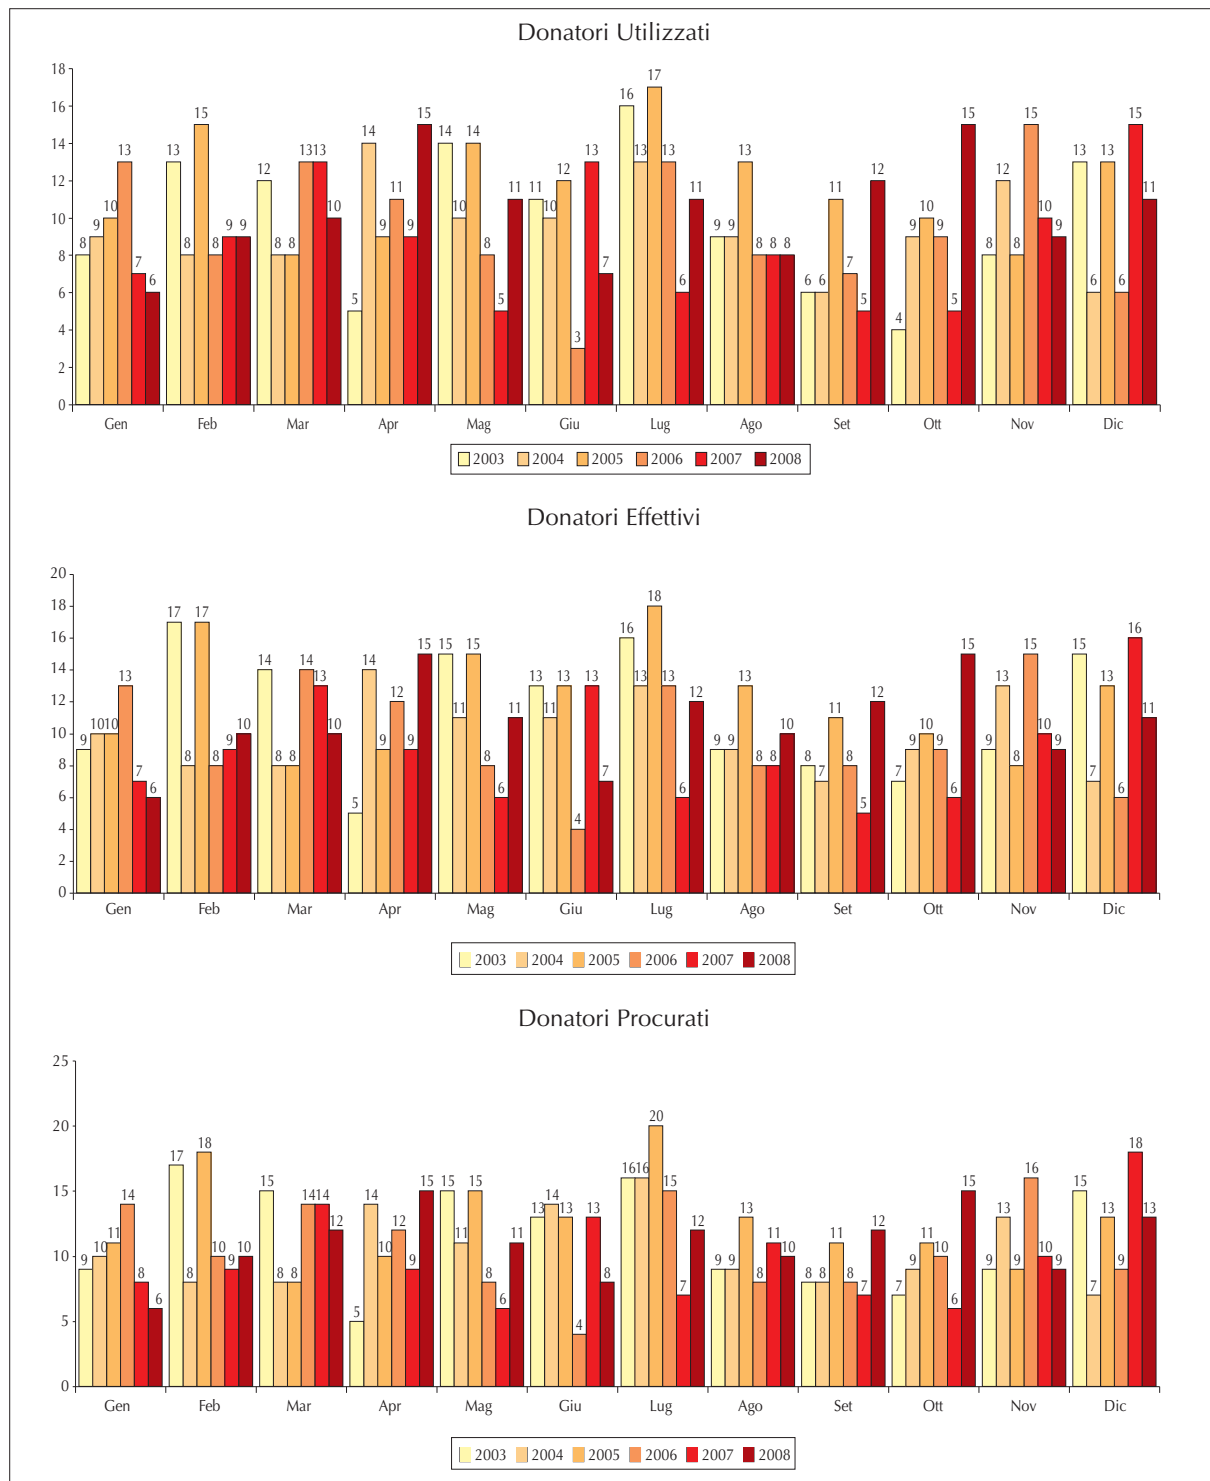 Donatori Utilizzati
18
16
14
12
10
8
6
4
2
0
8 9 10 13 7 6
13 8 15 8 9 9
12 8 8 13 13 10
5 14 9 11 9 15
14 10 14 8 5 11
11 10 12 3 13 7
16 13 17 13 6 11
9 9 13 8 8 8
6 6 11 7 5 12
4 9 10 9 5 15
8 12 8 15 10 9
13 6 13 6 15 11
Gen Feb Mar Apr Mag Giu Lug Ago Set Ott Nov Dic
2003 2004 2005 2006 2007 2008
Donatori Effettivi
20
18
16
14
12
10
8
6
4
2
0
9 10 10 13 7 6
17 8 17 8 9 10
14 8 8 14 13 10
5 14 9 12 9 15
15 11 15 8 6 11
13 11 13 4 13 7
16 13 18 13 6 12
9 9 13 8 8 10
8 7 11 8 5 12
7 9 10 9 6 15
9 13 8 15 10 9
15 7 13 6 16 11
Gen Feb Mar Apr Mag Giu Lug Ago Set Ott Nov Dic
2003 2004 2005 2006 2007 2008
Donatori Procurati
25
20
15
10
5
0
9 10 11 14 8 6
17 8 18 10 9 10
15 8 8 14 14 12
5 14 10 12 9 15
15 11 15 8 6 11
13 14 13 4 13 8
16 16 20 15 7 12
9 9 13 8 11 10
8 8 11 8 7 12
7 9 11 10 6 15
9 13 9 16 10 9
15 7 13 9 18 13
Gen Feb Mar Apr Mag Giu Lug Ago Set Ott Nov Dic
2003 2004 2005 2006 2007 2008